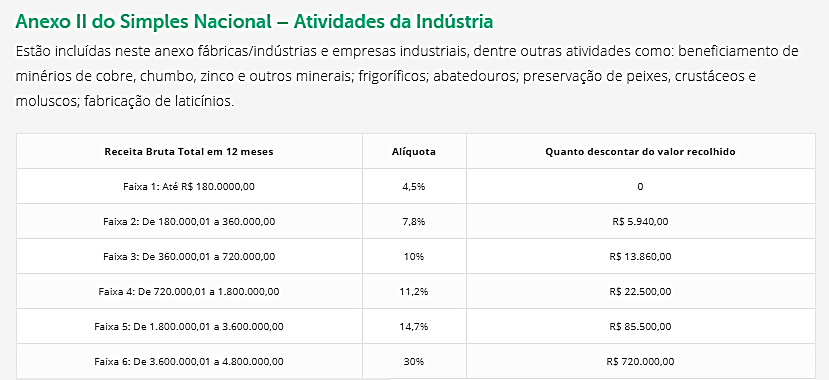 Anexo II do Simples Nacional – Atividades da Indústria
Estão incluídas neste anexo fábricas/indústrias e empresas industriais, dentre outras atividades como: beneficiamento de
minérios de cobre, chumbo, zinco e outros minerais; frigoríficos; abatedouros; preservação de peixes, crustáceos e
moluscos; fabricação de laticínios.
Receita Bruta Total em 12 meses Alíquota Quanto descontar do valor recolhido
Faixa 1: Até R$ 180.0000,00 4,5% 0
Faixa 2: De 180.000,01 a 360.000,00 7,8% R$ 5.940,00
Faixa 3: De 360.000,01 a 720.000,00 10% R$ 13.860,00
Faixa 4: De 720.000,01 a 1.800.000,00 11,2% R$ 22.500,00
Faixa 5: De 1.800.000,01 a 3.600.000,00 14,7% R$ 85.500,00
Faixa 6: De 3.600.000,01 a 4.800.000,00 30% R$ 720.000,00